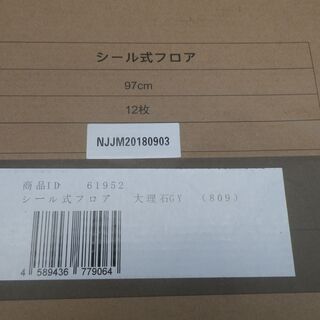 シール式フロア
97cm
12枚
NJJM20180903
商品ID 61952
シール式フロア 大理石GY (809)
4 589436 779064